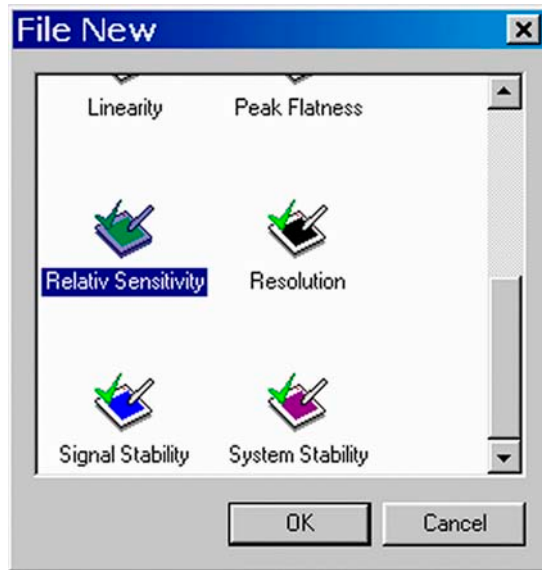 File New
Linearity Peak Flatness
Relativ Sensitivity Resolution
Signal Stability System Stability
OK Cancel